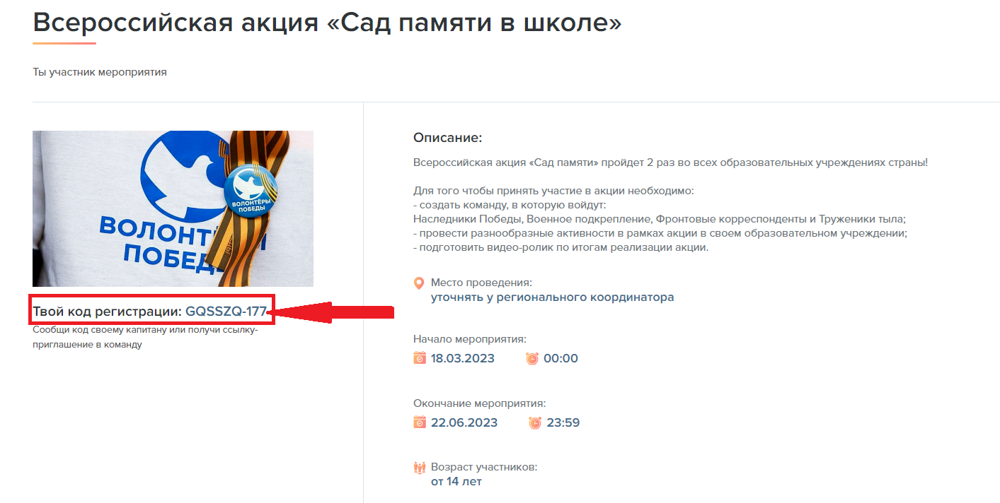 Всероссийская акция «Сад памяти в школе»
Ты участник мероприятия
ВОЛОНТЁРЫ
ПОБЕДЫ
ВОЛОНТ
ПОБЕД
Твой код регистрации: GQSSZQ-177
Сообщи код своему капитану или получи ссылку-
приглашение в команду
Описание:
Всероссийская акция «Сад памяти» пройдет 2 раз во всех образовательных учреждениях страны!
Для того чтобы принять участие в акции необходимо:
- создать команду, в которую войдут:
Наследники Победы, Военное подкрепление, Фронтовые корреспонденты и Труженики тыла;
- провести разнообразные активности в рамках акции в своем образовательном учреждении;
- подготовить видео-ролик по итогам реализации акции.
Место проведения:
уточнять у регионального координатора
Начало мероприятия:
18.03.2023 00:00
Окончание мероприятия:
22.06.2023 23:59
Возраст участников:
от 14 лет